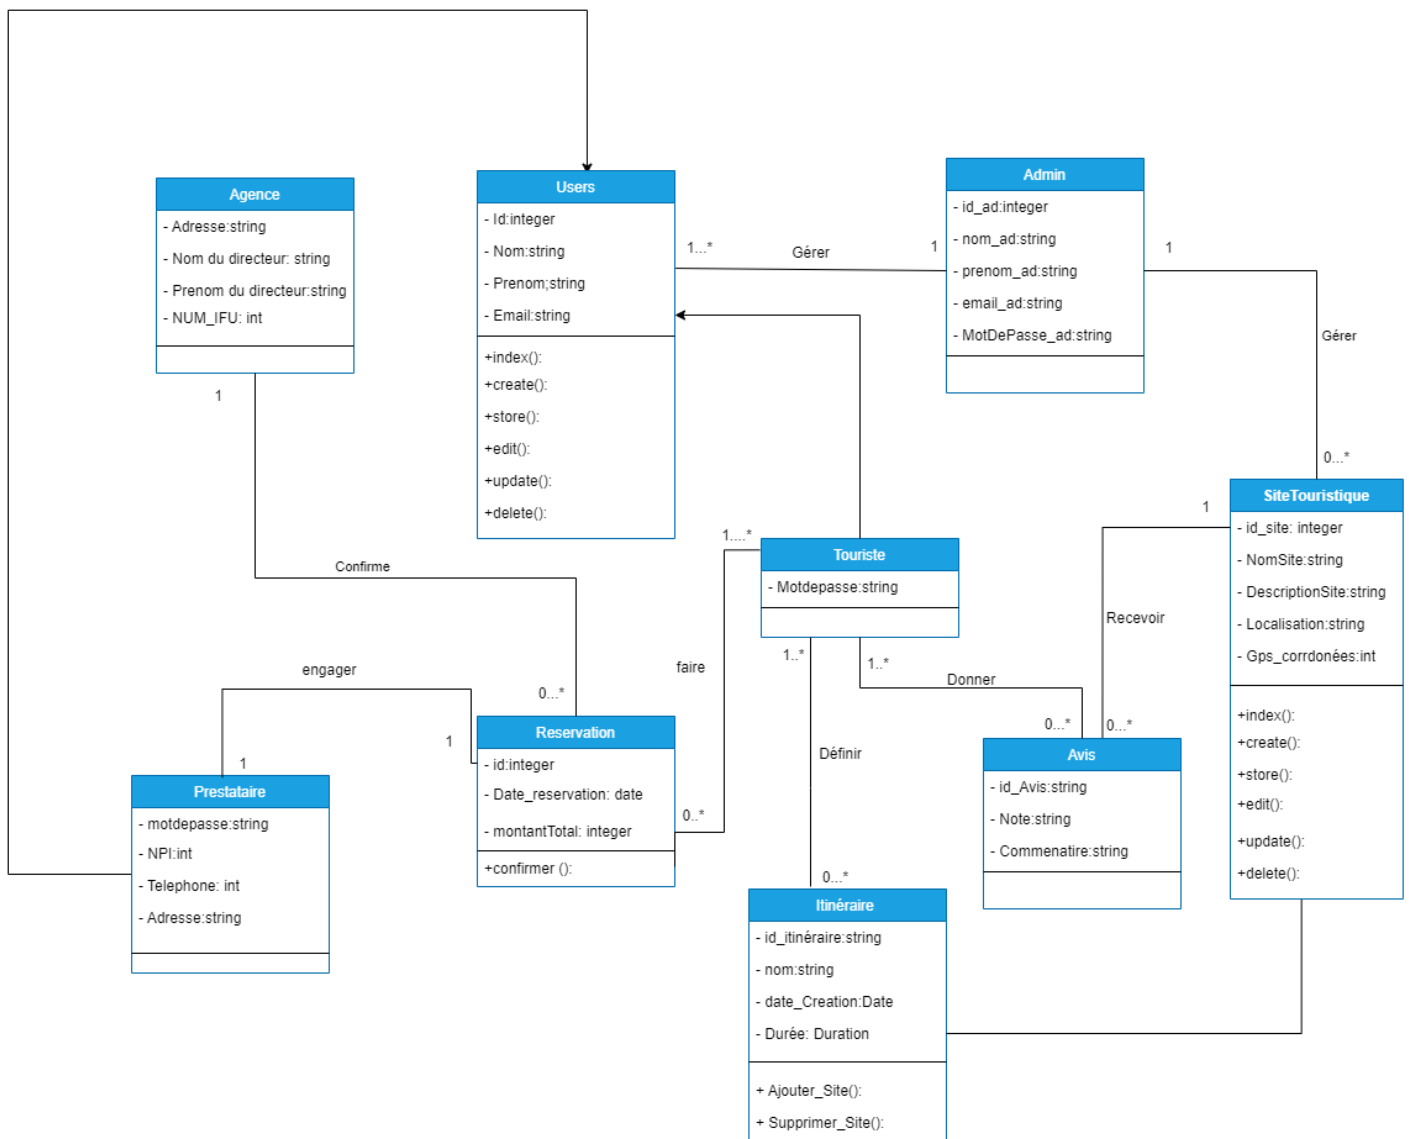 Agence
- Adresse:string
- Nom du directeur: string
- Prenom du directeur:string
- NUM_IFU: int
1
Users
- Id:integer
- Nom:string
- Prenom;string
- Email:string
+index():
+create():
+store():
+edit():
+update():
+delete():
1...*
Gérer
1
Admin
- id_ad:integer
- nom_ad:string
- prenom_ad:string
- email_ad:string
- MotDePasse_ad:string
1
Gérer
0...*
SiteTouristique
- id_site: integer
- NomSite:string
- DescriptionSite:string
- Localisation:string
- Gps_corrdonées:int
+index():
+create():
+store():
+edit():
+update():
+delete():
1
Recevoir
0...*
1....*
Touriste
- Motdepasse:string
1..*
1..*
Donner
0...*
Confirme
0...*
engager
1
1
faire
0..*
Reservation
- id:integer
- Date_reservation: date
- montantTotal: integer
+confirmer ():
Prestataire
- motdepasse:string
- NPI:int
- Telephone: int
- Adresse:string
Définir
0...*
Avis
- id_Avis:string
- Note:string
- Commenatire:string
Itinéraire
- id_itinéraire:string
- nom:string
- date_Creation:Date
- Durée: Duration
+ Ajouter_Site():
+ Supprimer_Site():